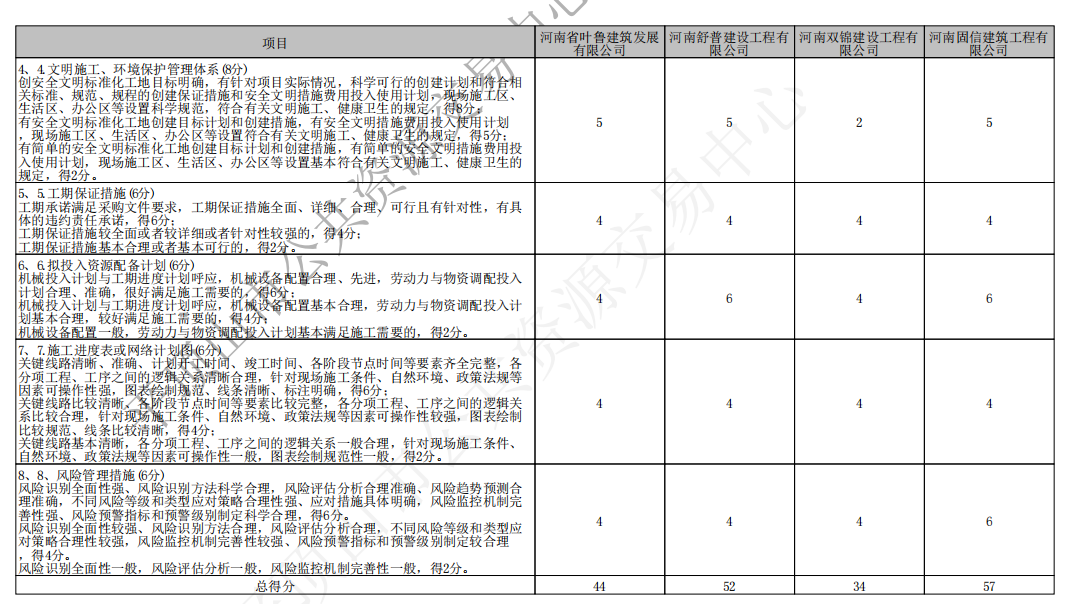 项目
河南省叶鲁建筑发展
有限公司
河南舒普建设工程有
限公司
河南双锦建设工程有
限公司
河南固信建筑工程有
限公司
4、4.文明施工、环境保护管理体系(8分)
创安全文明标准化工地目标明确，有针对项目实际情况，科学可行的创建计划和符合相
关标准、规范、规程的创建保证措施和安全文明措施费用投入使用计划，现场施工区、
生活区、办公区等设置科学规范，符合有关文明施工、健康卫生的规定，得8分；
有安全文明标准化工地创建目标计划和创建措施，有安全文明措施费用投入使用计划
，现场施工区、生活区、办公区等设置符合有关文明施工、健康卫生的规定，得5分；
有简单的安全文明标准化工地创建目标计划和创建措施，有简单的安全文明措施费用投
入使用计划，现场施工区、生活区、办公区等设置基本符合有关文明施工、健康卫生的
规定，得2分。
5
5
2
5
5、5.工期保证措施(6分)
工期承诺满足采购文件要求，工期保证措施全面、详细、合理、可行且有针对性，有具
体的违约责任承诺，得6分；
工期保证措施较全面或者较详细或者针对性较强的，得4分；
工期保证措施基本合理或者基本可行的，得2分。
4
4
4
4
6、6.拟投入资源配备计划(6分)
机械投入计划与工期进度计划呼应，机械设备配置合理、先进，劳动力与物资调配投入
计划合理、准确，很好满足施工需要的，得6分；
机械投入计划与工期进度计划呼应，机械设备配置基本合理，劳动力与物资调配投入计
划基本合理，较好满足施工需要的，得4分；
机械设备配置一般，劳动力与物资调配投入计划基本满足施工需要的，得2分。
4
6
4
6
7、7.施工进度表或网络计划图(6分)
关键线路清晰、准确、计划开工时间、竣工时间、各阶段节点时间等要素齐全完整，各
分项工程、工序之间的逻辑关系清晰合理，针对现场施工条件、自然环境、政策法规等
因素可操作性强，图表绘制规范、线条清晰、标注明确，得6分；
关键线路比较清晰，各阶段节点时间等要素比较完整，各分项工程、工序之间的逻辑关
系比较合理，针对现场施工条件、自然环境、政策法规等因素可操作性较强，图表绘制
比较规范、线条比较清晰，得4分；
关键线路基本清晰，各分项工程、工序之间的逻辑关系一般合理，针对现场施工条件、
自然环境、政策法规等因素可操作性一般，图表绘制规范性一般，得2分。
4
4
4
4
8、8、风险管理措施(6分)
风险识别全面性强、风险识别方法科学合理，风险评估分析合理准确、风险趋势预测合
理准确，不同风险等级和类型应对策略合理性强、应对措施具体明确，风险监控机制完
善性强、风险预警指标和预警级别制定科学合理，得6分。
风险识别全面性较强、风险识别方法合理，风险评估分析合理，不同风险等级和类型应
对策略合理性较强，风险监控机制完善性较强、风险预警指标和预警级别制定较合理
，得4分。
风险识别全面性一般，风险评估分析一般，风险监控机制完善性一般，得2分。
4
4
4
6
总得分
44
52
34
57
平顶山市公共资源交易中心
顶山市公共资源交易中心